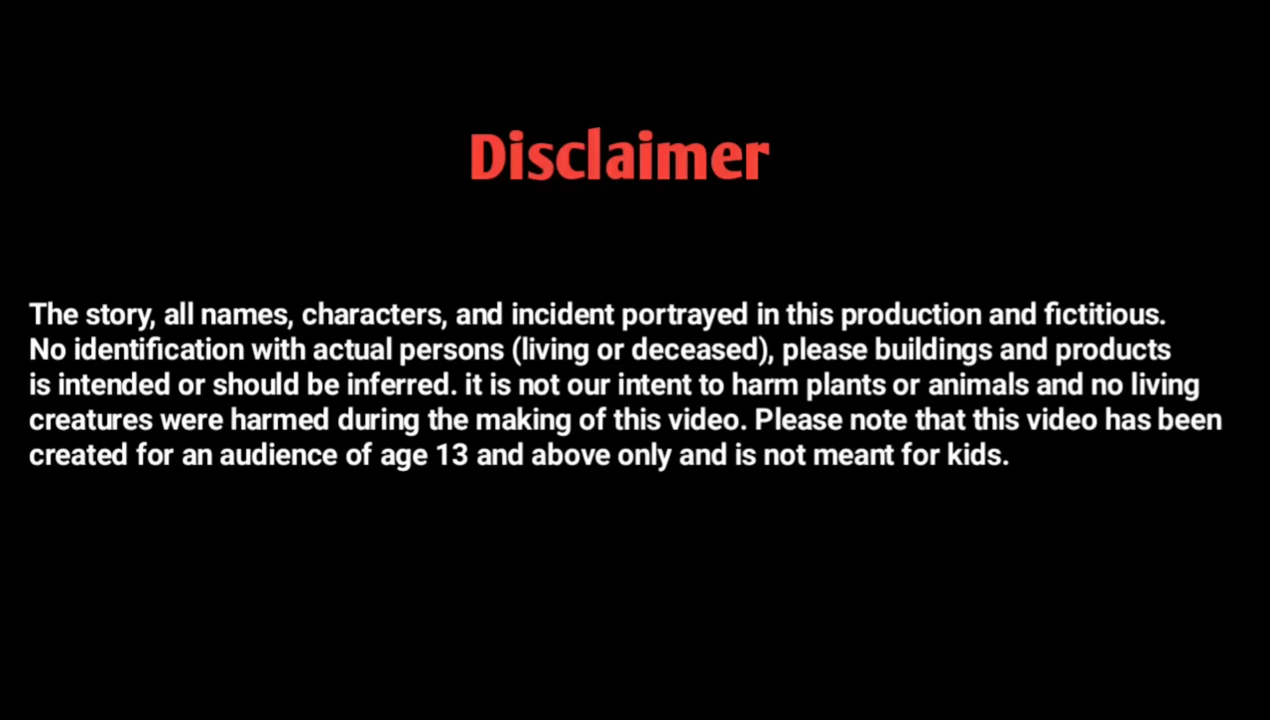 Disclaimer
The story, all names, characters, and incident portrayed in this production and fictitious.
No identification with actual persons (living or deceased), please buildings and products
is intended or should be inferred. it is not our intent to harm plants or animals and no living
creatures were harmed during the making of this video. Please note that this video has been
created for an audience of age 13 and above only and is not meant for kids.